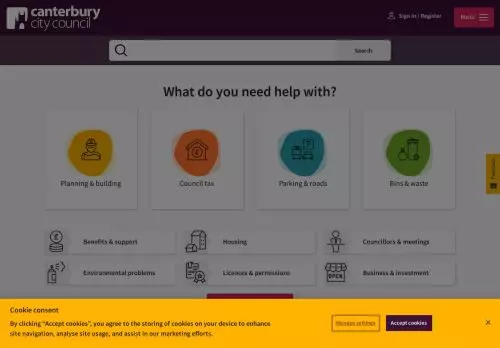 canterbury
city council
Sign in / Register
Menu
Search
What do you need help with?
Planning & building
Council tax
Parking & roads
Bins & waste
Feedback
Benefits & support
Housing
Councillors & meetings
Environmental problems
Licences & permissions
Business & investment
OPEN
Cookie consent
By clicking "Accept cookies", you agree to the storing of cookies on your device to enhance
site navigation, analyse site usage, and assist in our marketing efforts.
Manage settings
Accept cookies